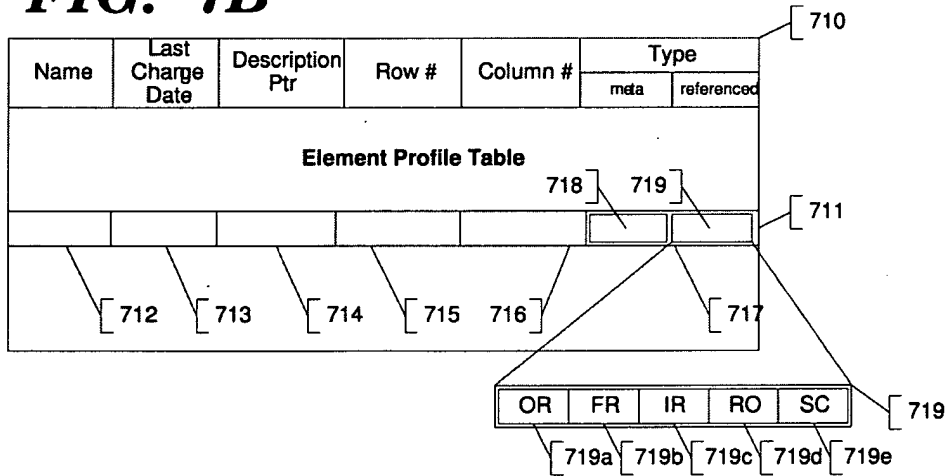 FIG. 7B
710
Name
Last
Charge
Date
Description
Ptr
Row #
Column #
Type
meta
referenced
Element Profile Table
718
719
711
712
713
714
715
716
717
OR
FR
IR
RO
SC
719
719a
719b
719c
719d
719e